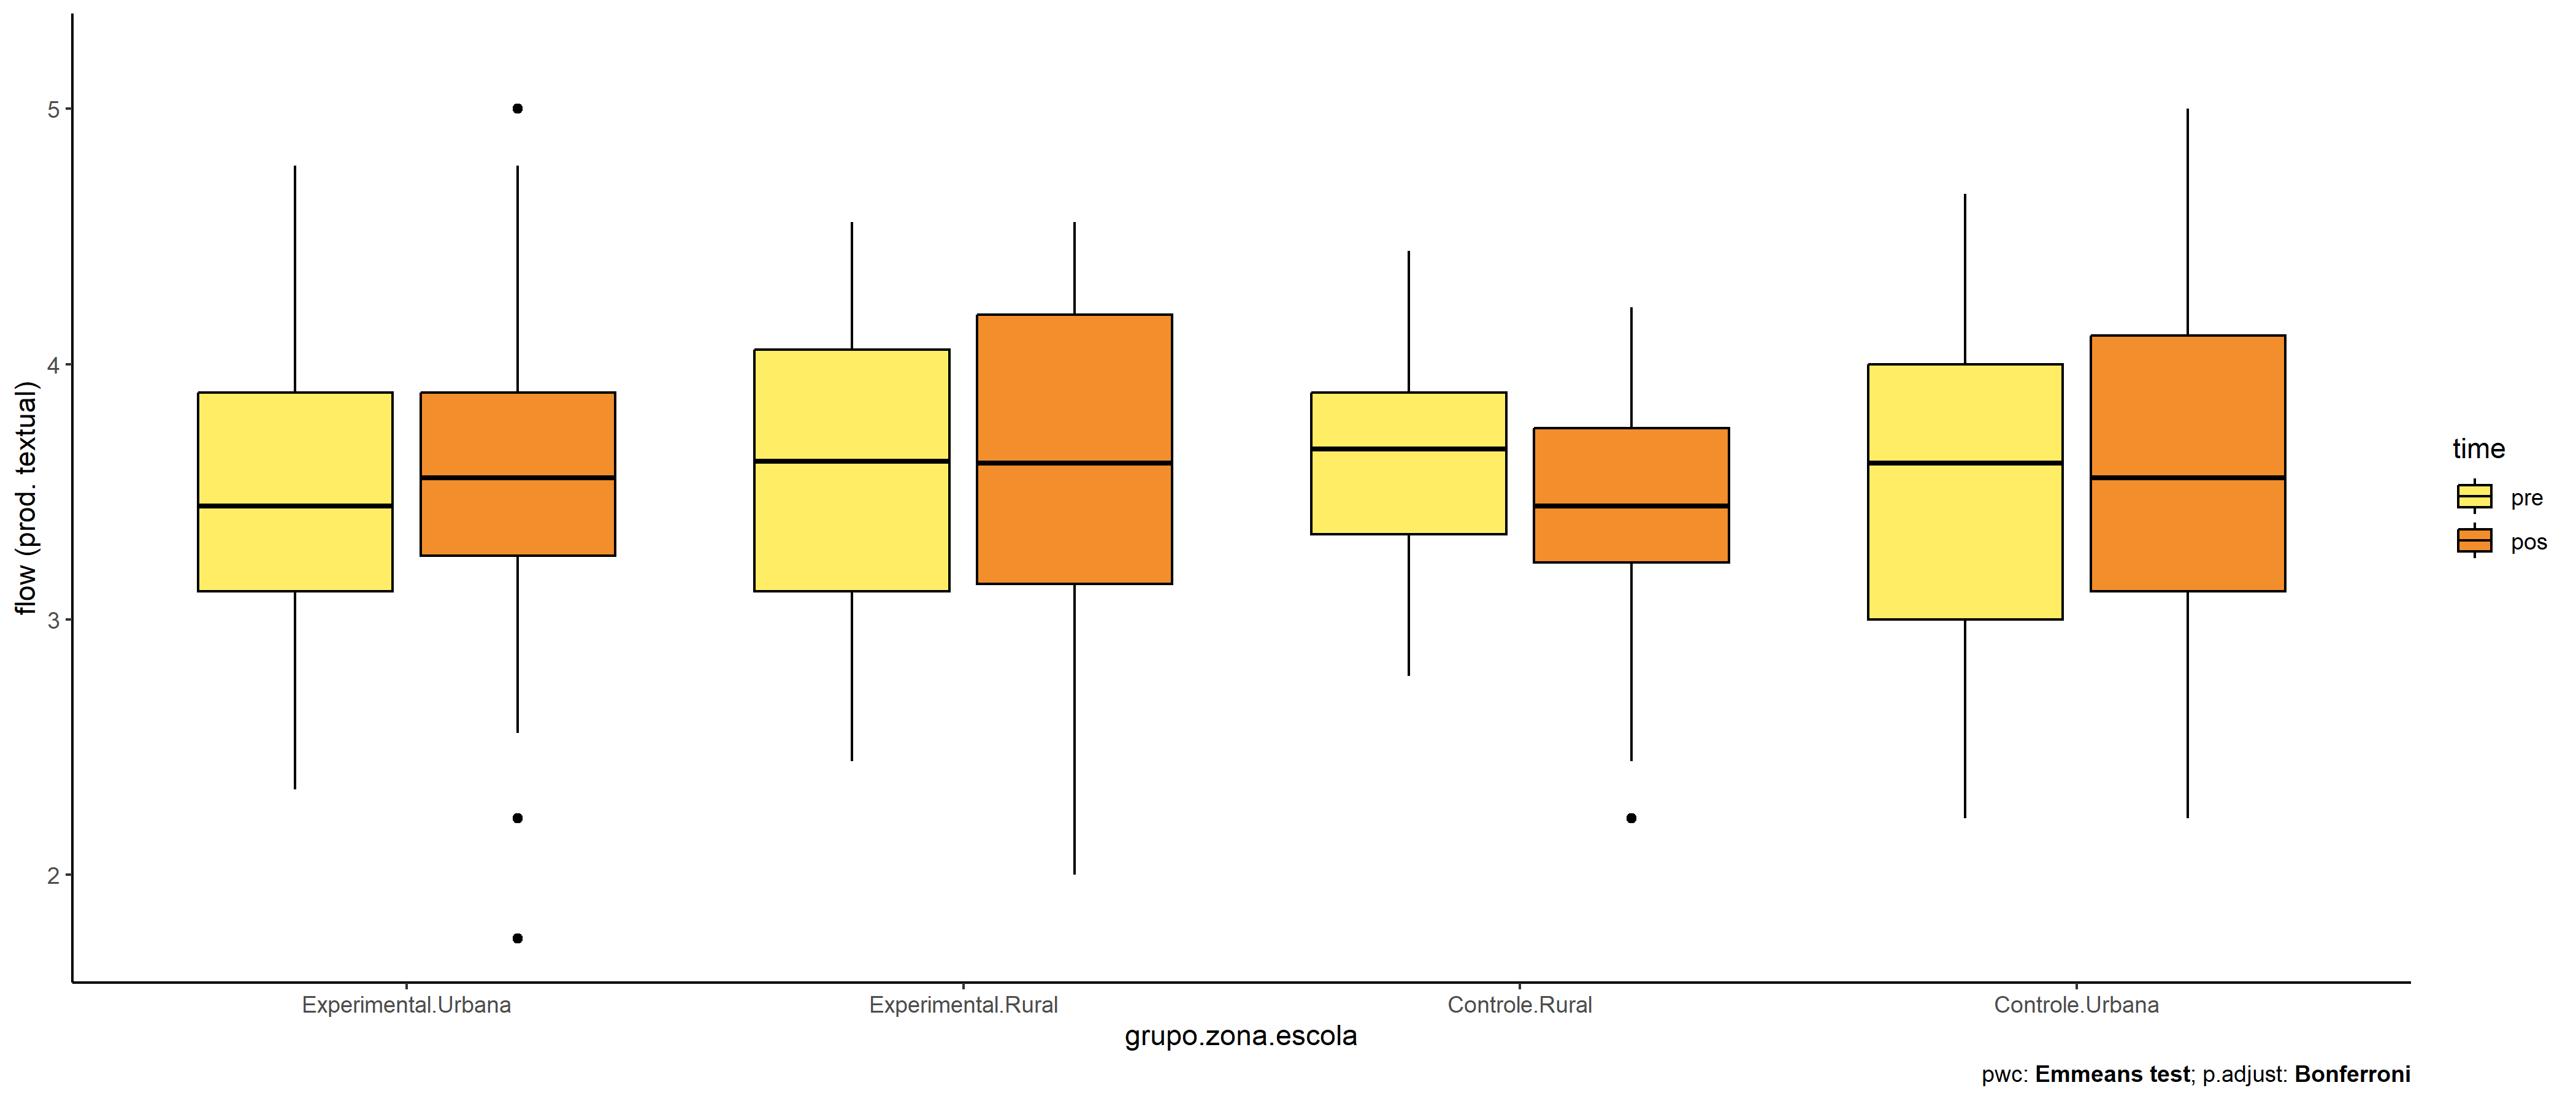 flow (prod. textual)
5
4
3
2
Experimental.Urbana
Experimental.Rural
Controle.Rural
Controle.Urbana
grupo.zona.escola
time
pre
pos
pwc: Emmeans test; p.adjust: Bonferroni